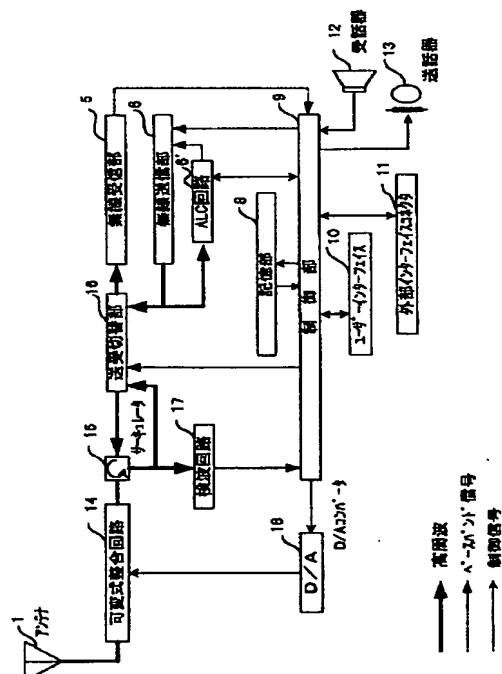 1
アンテナ
14
可変式整合回路
16
サーキュレータ
送受切替部
16
無線受信部
5
無線送信部
6
ALC回路
6'
17
検波回路
記憶部
8
制御部
9
ユーザーインターフェイス
10
外部インターフェイスコネクタ
11
12
受話器
13
送話器
D/A
18
D/Aコンバータ
高周波
ベースバンド信号
制御信号